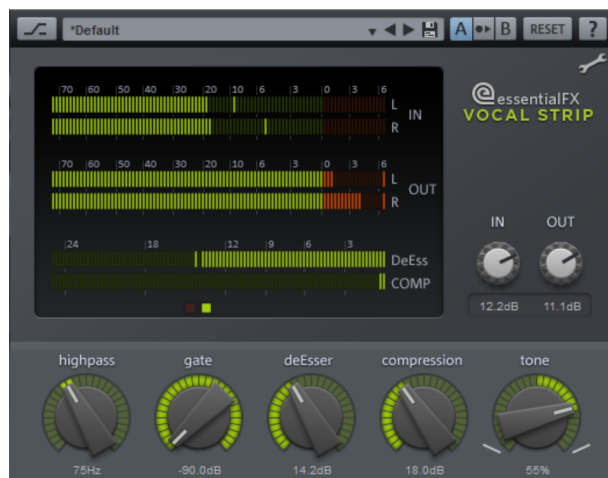 *Default A B RESET ?
70 60 50 40 30 20 10 6 3 0 3 6
L
IN
R
essentialFX
VOCAL STRIP
70 60 50 40 30 20 10 6 3 0 3 6
L
OUT
R
24 18 12 9 6 3
DeEss
COMP
IN OUT
12.2dB 11.1dB
highpass gate deEsser compression tone
75Hz -90.0dB 14.2dB 18.0dB 55%